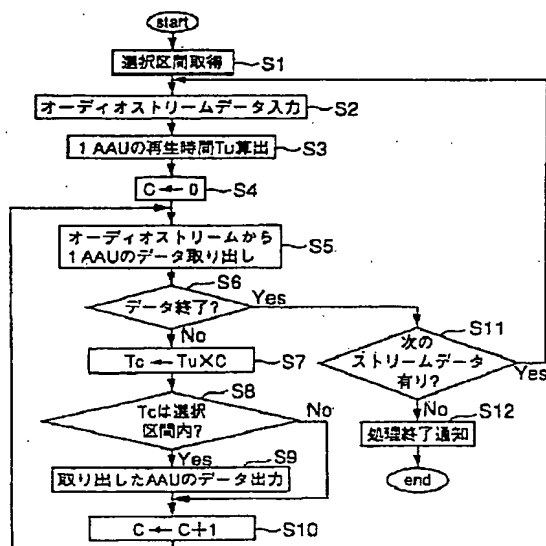 start
選択区間取得
S1
オーディオストリームデータ入力
S2
1 AAUの再生時間Tu算出
S3
C ← 0
S4
オーディオストリームから
1 AAUのデータ取り出し
S5
データ終了?
S6
Yes
No
Tc ← Tu×C
S7
Tcは選択
区間内?
S8
No
Yes
取り出したAAUのデータ出力
S9
C ← C+1
S10
次の
ストリームデータ
有り?
S11
Yes
No
処理終了通知
S12
end